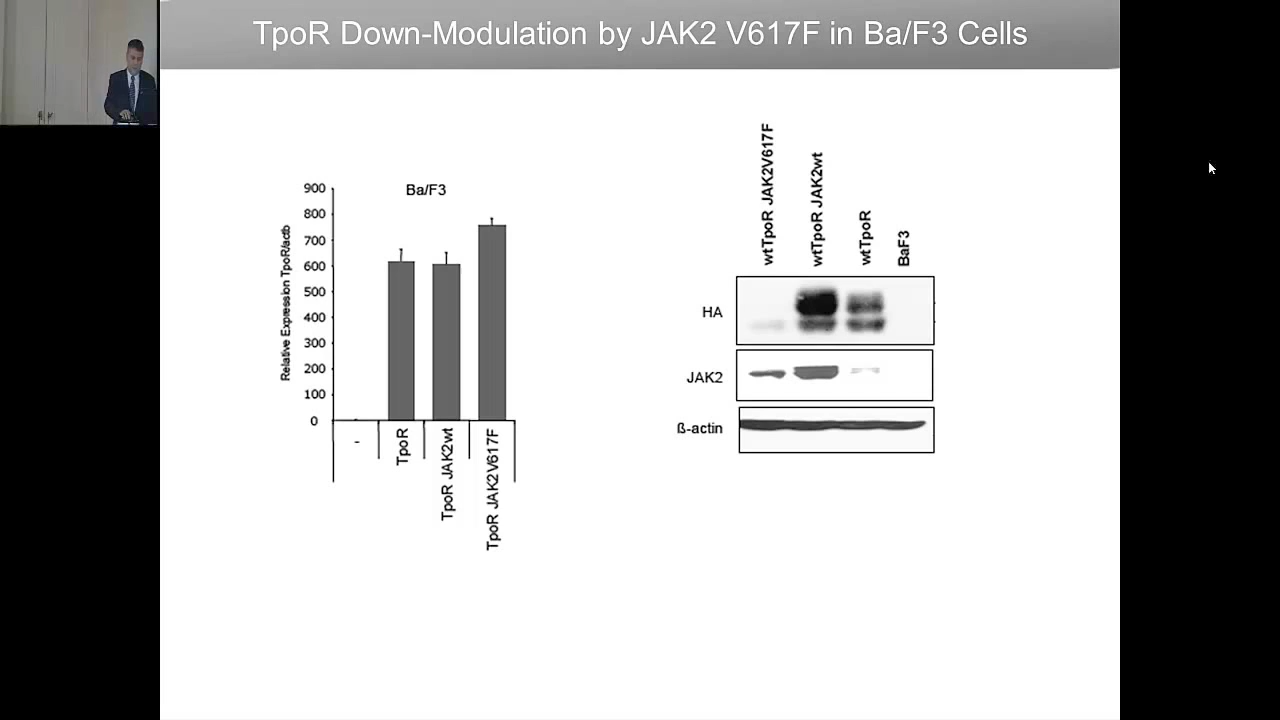 TpoR Down-Modulation by JAK2 V617F in Ba/F3 Cells
Ba/F3
Relative Expression TpoR/actb
900
800
700
600
500
400
300
200
100
0
-
TpoR
TpoR JAK2wt
TpoR JAK2V617F
wtTpoR JAK2V617F
wtTpoR JAK2wt
wtTpoR
BaF3
HA
JAK2
ß-actin